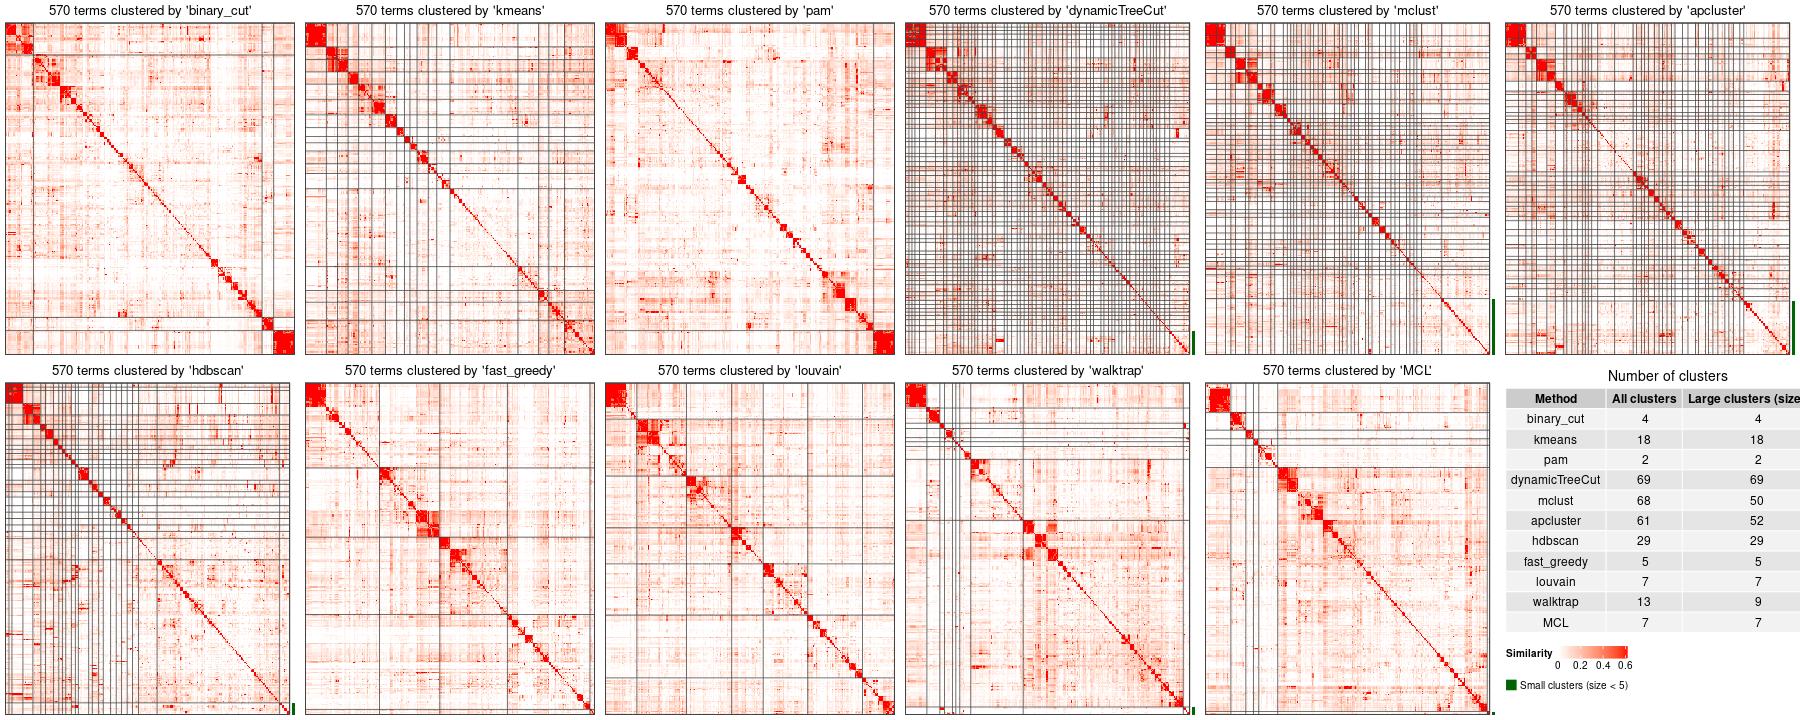 570 terms clustered by 'binary_cut'
570 terms clustered by 'kmeans'
570 terms clustered by 'pam'
570 terms clustered by 'dynamicTreeCut'
570 terms clustered by 'mclust'
570 terms clustered by 'apcluster'
570 terms clustered by 'hdbscan'
570 terms clustered by 'fast_greedy'
570 terms clustered by 'louvain'
570 terms clustered by 'walktrap'
570 terms clustered by 'MCL'
Number of clusters
Method All clusters Large clusters (size
binary_cut 4 4
kmeans 18 18
pam 2 2
dynamicTreeCut 69 69
mclust 68 50
apcluster 61 52
hdbscan 29 29
fast_greedy 5 5
louvain 7 7
walktrap 13 9
MCL 7 7
Similarity
0 0.2 0.4 0.6
Small clusters (size < 5)